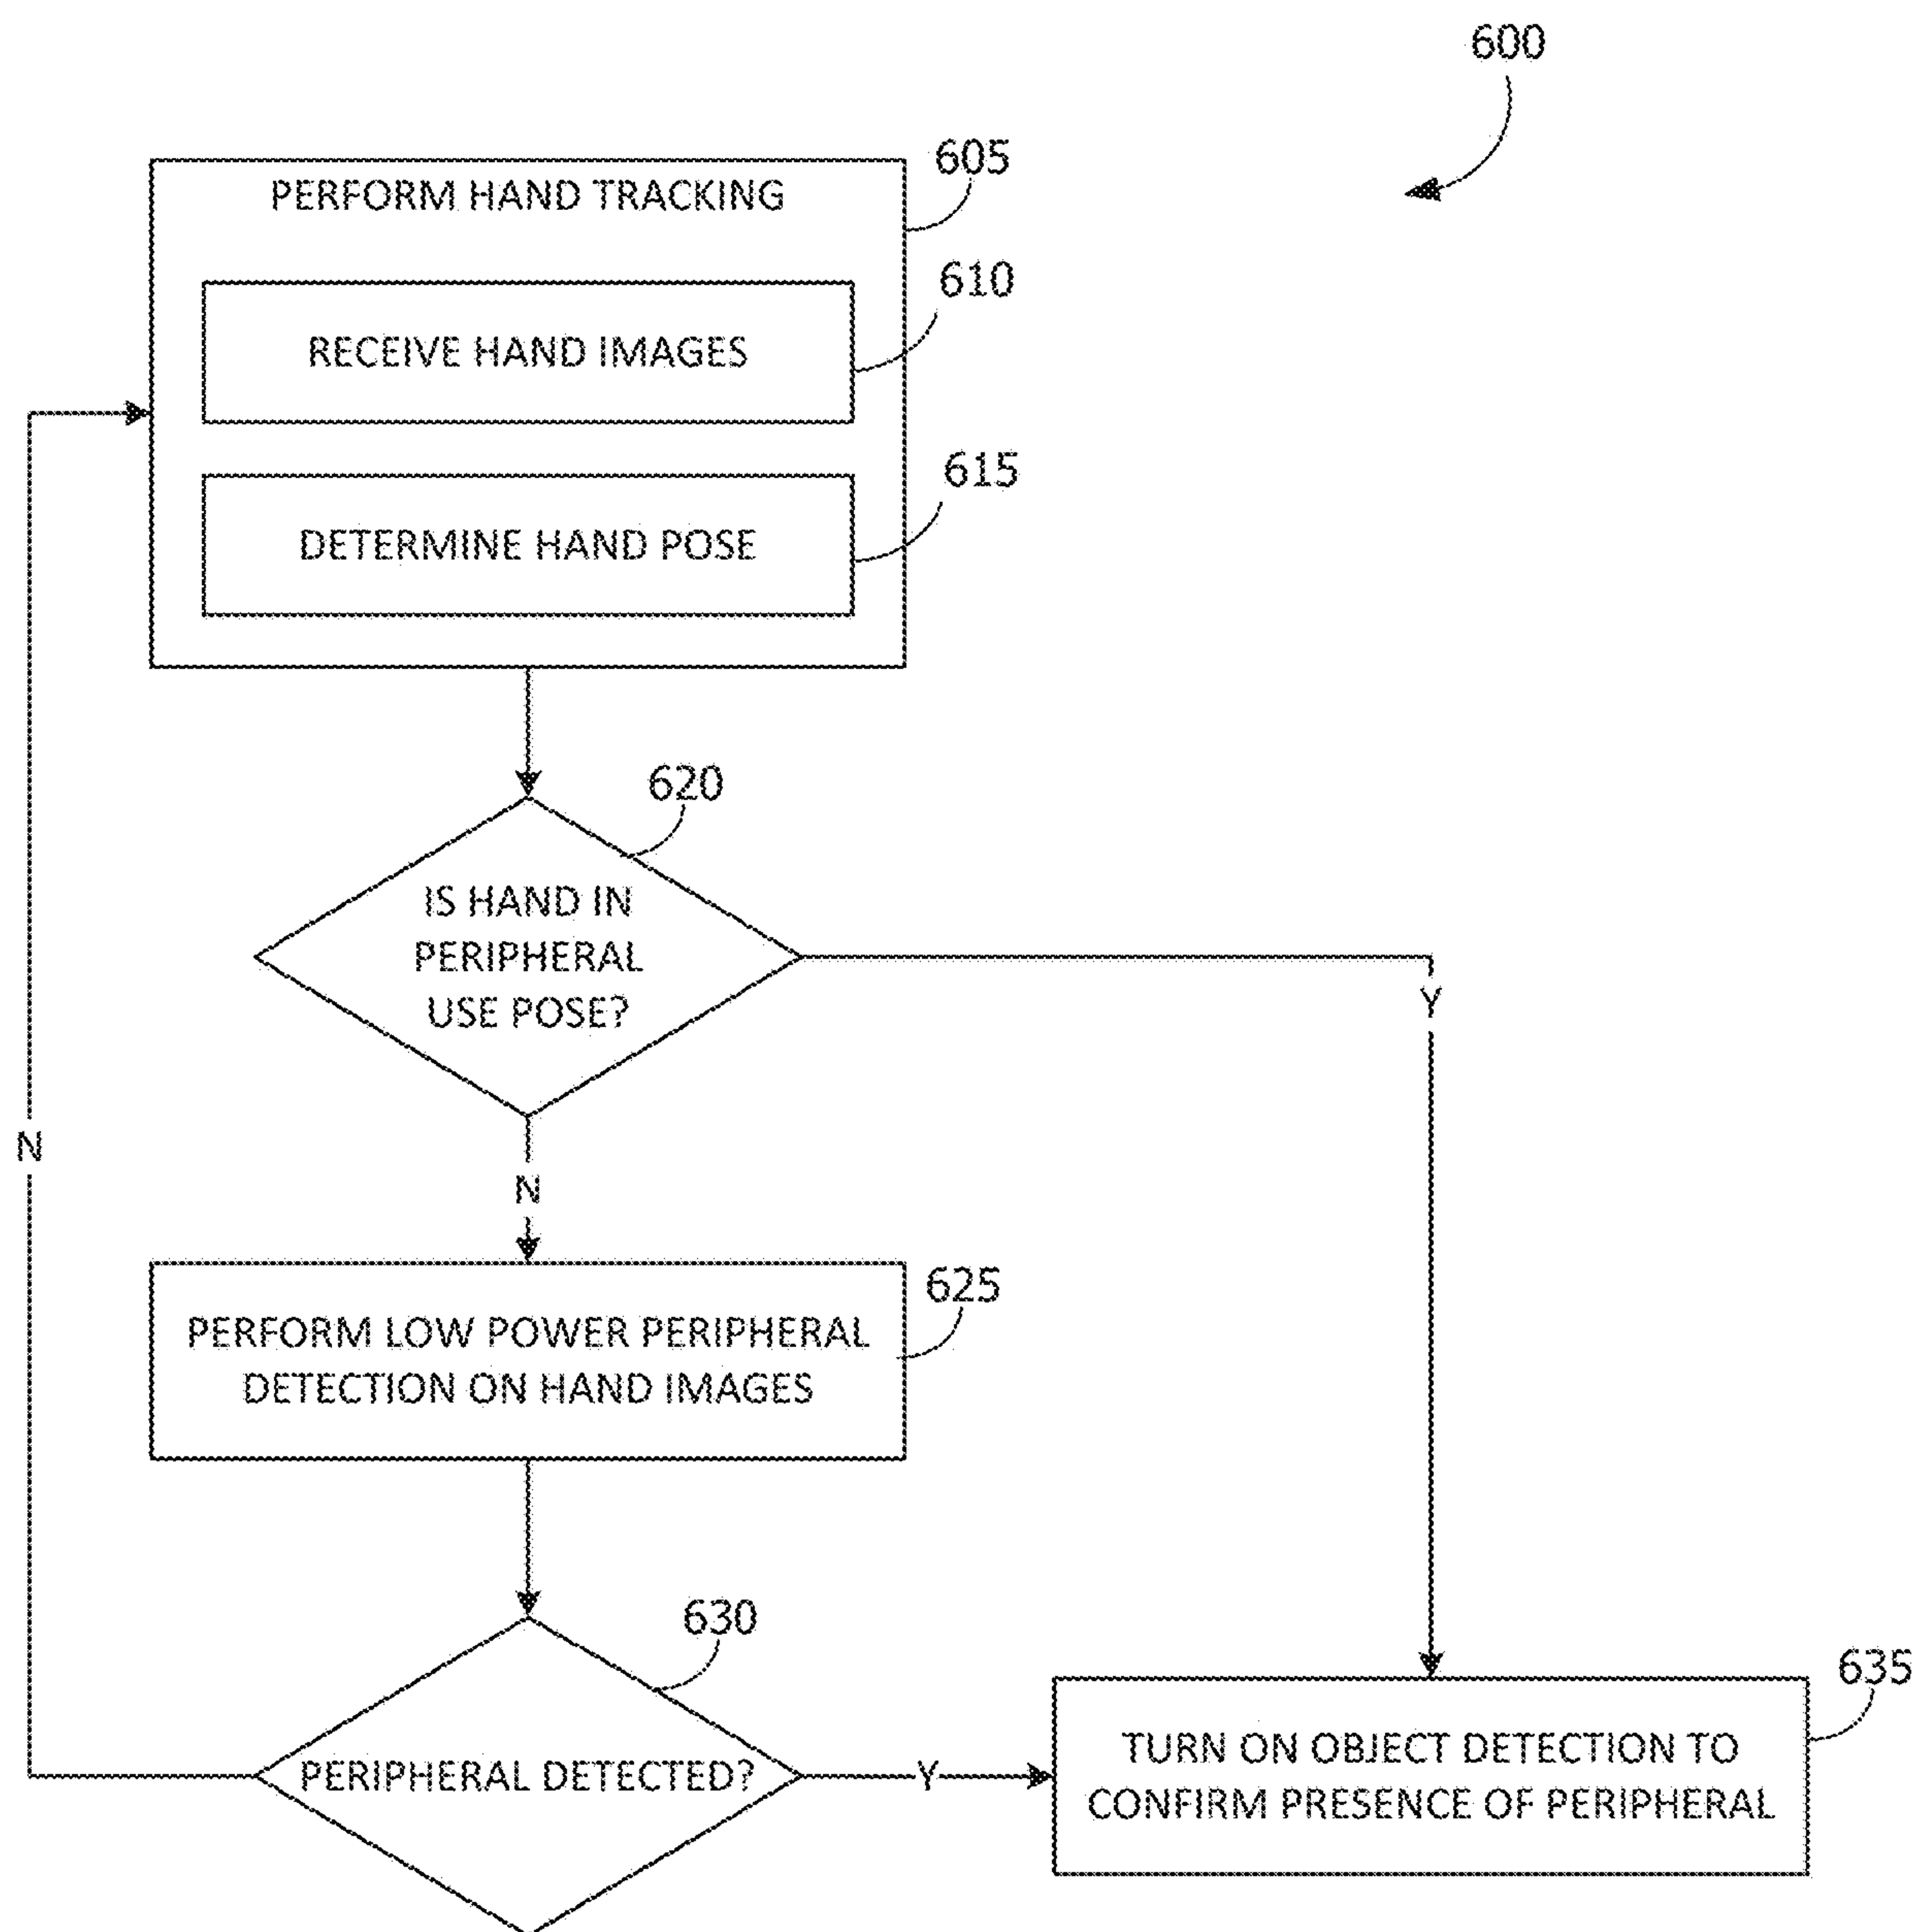 600
605
PERFORM HAND TRACKING
610
RECEIVE HAND IMAGES
615
DETERMINE HAND POSE
620
IS HAND IN
PERIPHERAL
USE POSE?
Y
N
N
625
PERFORM LOW POWER PERIPHERAL
DETECTION ON HAND IMAGES
630
PERIPHERAL DETECTED?
Y
635
TURN ON OBJECT DETECTION TO
CONFIRM PRESENCE OF PERIPHERAL